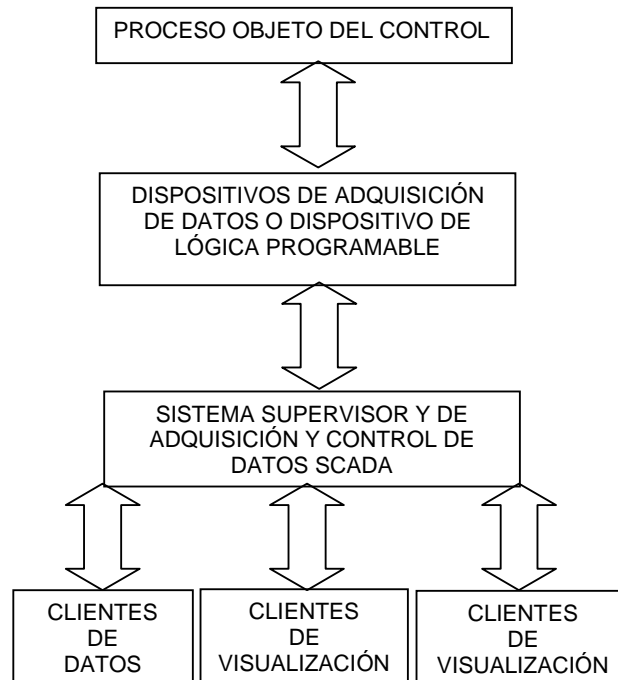 PROCESO OBJETO DEL CONTROL
DISPOSITIVOS DE ADQUISICIÓN
DE DATOS O DISPOSITIVO DE
LÓGICA PROGRAMABLE
SISTEMA SUPERVISOR Y DE
ADQUISICIÓN Y CONTROL DE
DATOS SCADA
CLIENTES
DE
DATOS
CLIENTES
DE
VISUALIZACIÓN
CLIENTES
DE
VISUALIZACIÓN